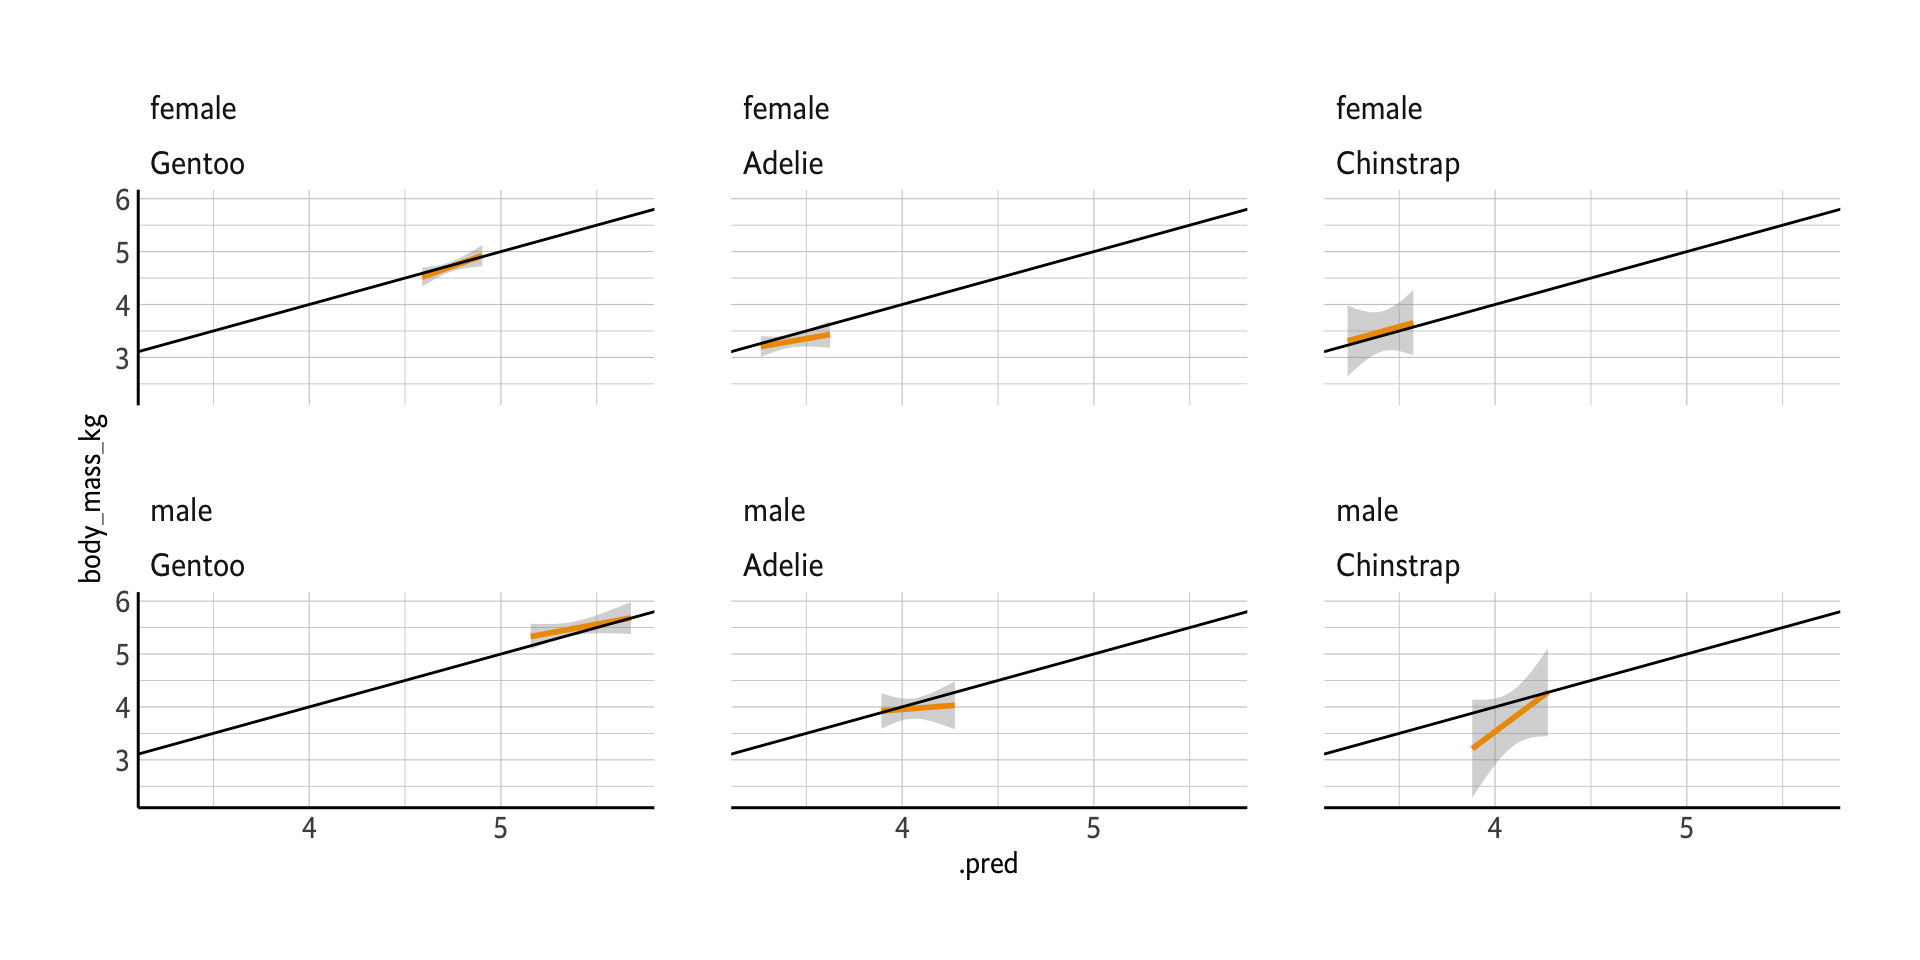 female
Gentoo
female
Adelie
female
Chinstrap
6
5
4
3
body_mass_kg
male
Gentoo
male
Adelie
male
Chinstrap
6
5
4
3
4 5
4 5
4 5
.pred